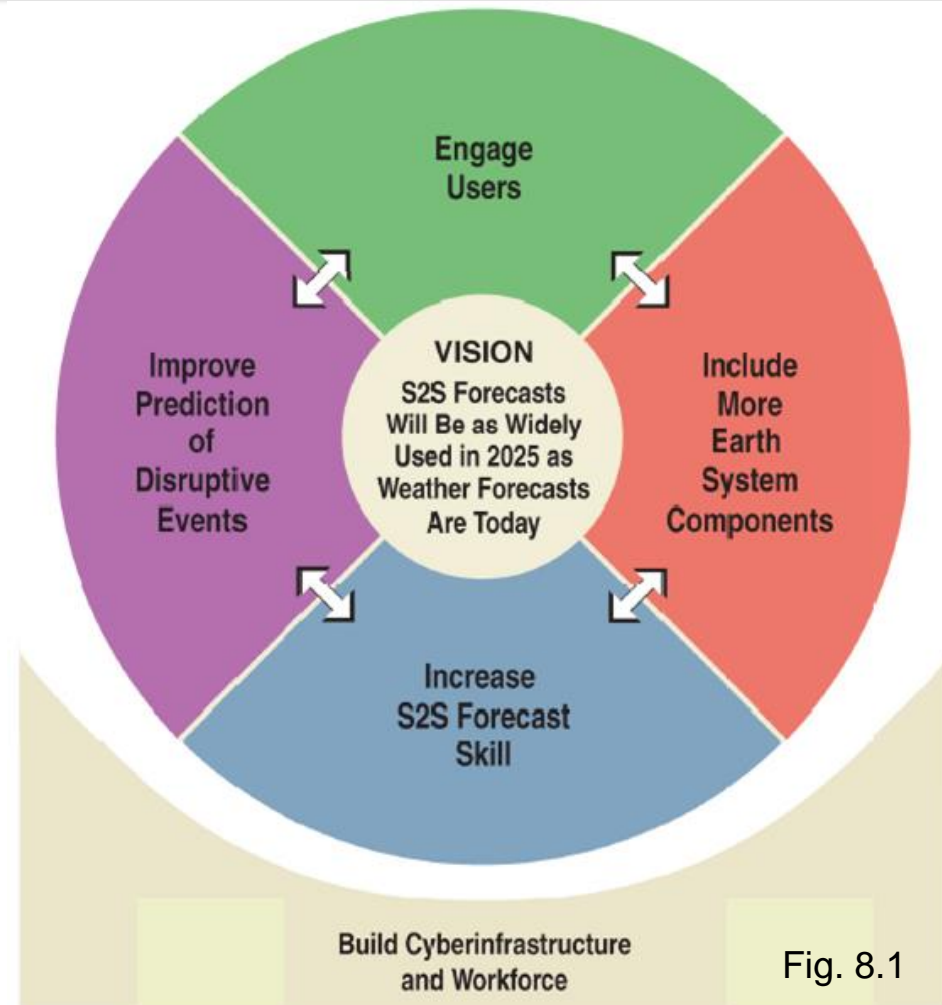 Engage
Users
Improve
Prediction
of
Disruptive
Events
VISION
S2S Forecasts
Will Be as Widely
Used in 2025 as
Weather Forecasts
Are Today
Include
More
Earth
System
Components
Increase
S2S Forecast
Skill
Build Cyberinfrastructure
and Workforce
Fig. 8.1